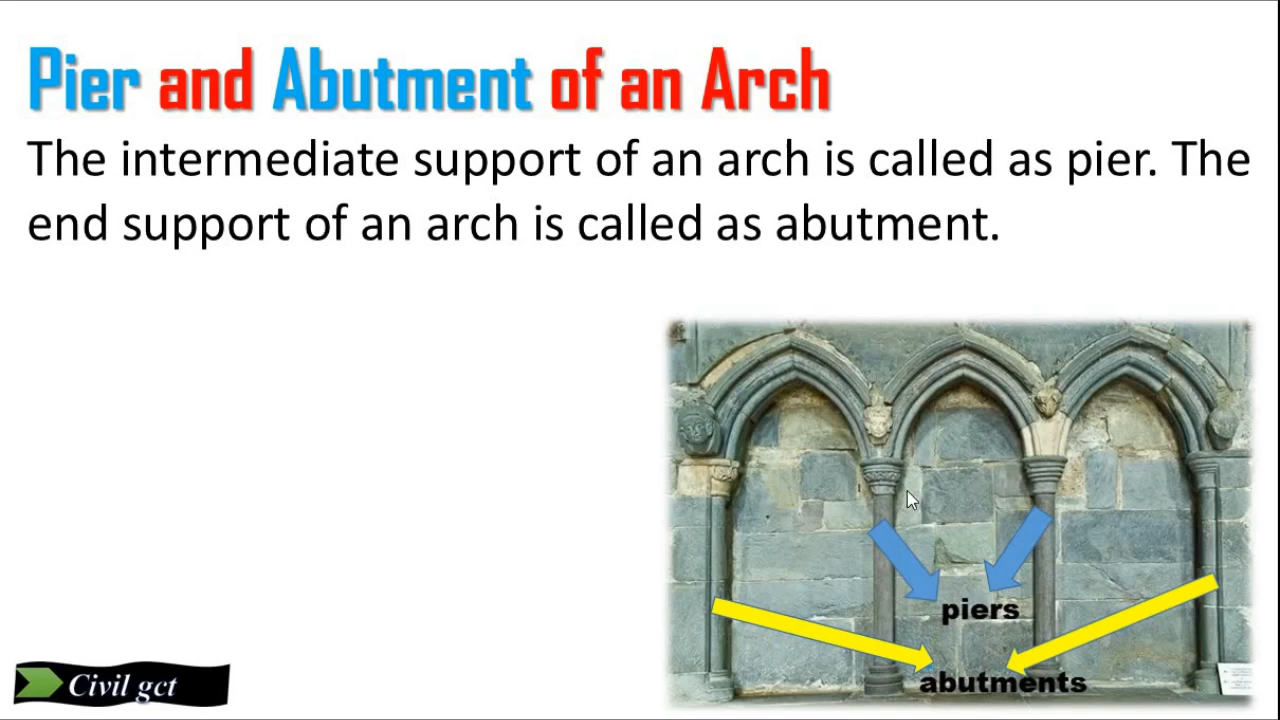 Pier and Abutment of an Arch
The intermediate support of an arch is called as pier. The
end support of an arch is called as abutment.
piers
abutments
Civil gct